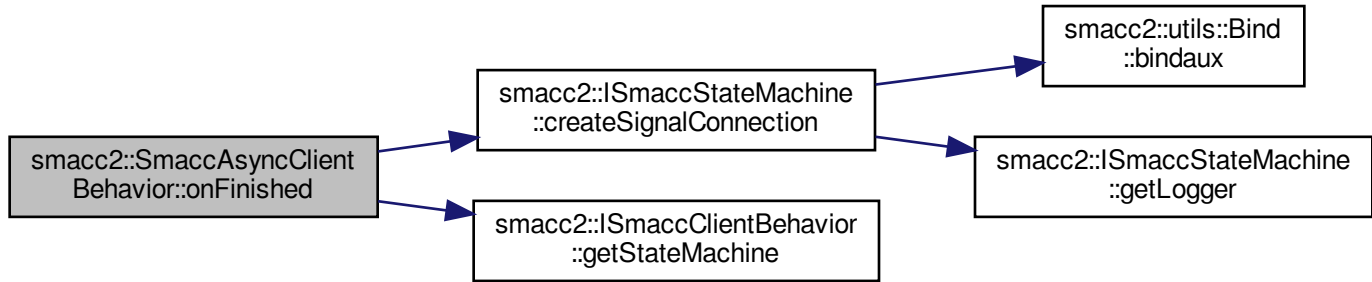 smacc2::SmaccAsyncClient
Behavior::onFinished
smacc2::ISmaccStateMachine
::createSignalConnection
smacc2::ISmaccClientBehavior
::getStateMachine
smacc2::utils::Bind
::bindaux
smacc2::ISmaccStateMachine
::getLogger